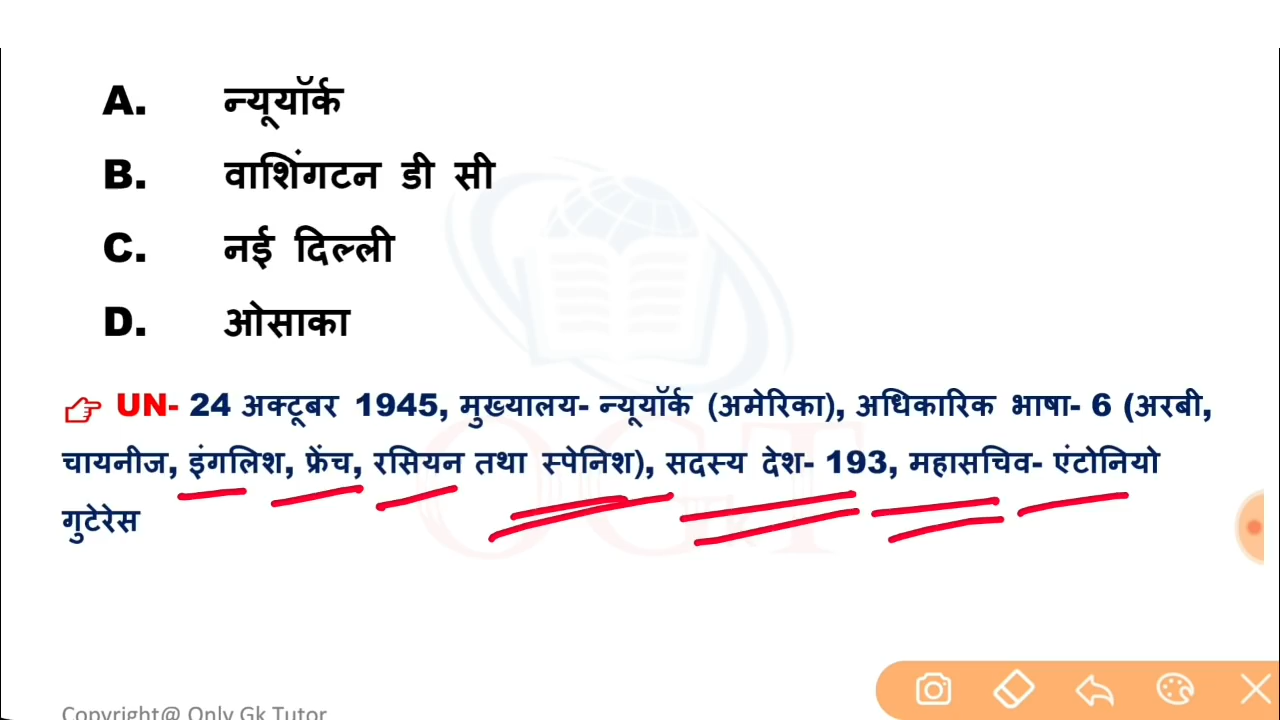 A. न्यूयॉर्क
B. वाशिंगटन डी सी
C. नई दिल्ली
D. ओसाका
UN- 24 अक्टूबर 1945, मुख्यालय- न्यूयॉर्क (अमेरिका), अधिकारिक भाषा- 6 (अरबी,
चायनीज, इंगलिश, फ्रेंच, रसियन तथा स्पेनिश), सदस्य देश- 193, महासचिव- एंटोनियो
गुटेरेस
OGT
Copyright@ Only Gk Tutor